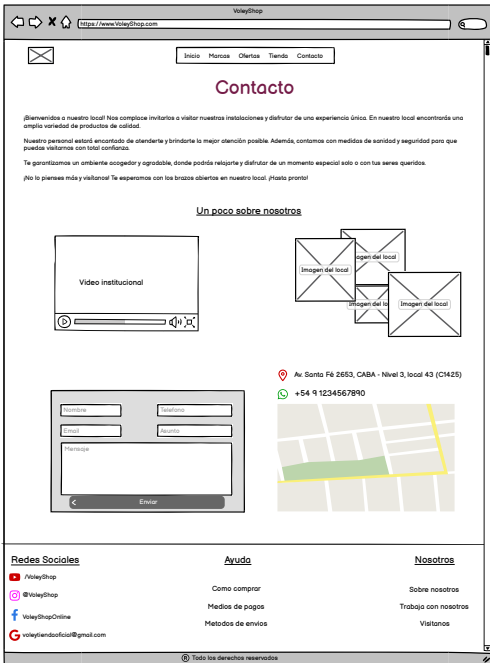 VoleyShop
https://www.VoleyShop.com
Inicio Marcas Ofertas Tienda Contacto
Contacto
¡Bienvenidos a nuestro local! Nos complace invitarlos a visitar nuestras instalaciones y disfrutar de una experiencia única. En nuestro local encontrarás una
amplia variedad de productos de calidad.
Nuestro personal estará encantado de atenderte y brindarte la mejor atención posible. Además, contamos con medidas de sanidad y seguridad para que
puedas visitarnos con total confianza.
Te garantizamos un ambiente acogedor y agradable, donde podrás relajarte y disfrutar de un momento especial solo o con tus seres queridos.
¡No lo pienses más y visítanos! Te esperamos con los brazos abiertos en nuestro local. ¡Hasta pronto!
Un poco sobre nosotros
Video institucional
Imagen del local
Imagen del local
Imagen del local
Imagen del local
Av. Santa Fé 2653, CABA - Nivel 3, local 43 (C1425)
+54 9 1234567890
Nombre Telefono
Email Asunto
Mensaje
< Enviar
Redes Sociales Ayuda Nosotros
/VoleyShop
@VoleyShop
VoleyShopOnline
voleytiendaoficial@gmail.com
Como comprar
Medios de pagos
Metodos de envios
Sobre nosotros
Trabaja con nosotros
Visitanos
® Todo los derechos reservados